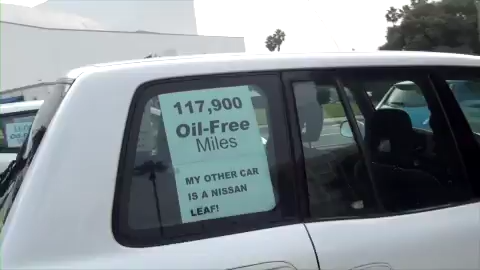 117,900
Oil-Free
Miles
MY OTHER CAR
IS A NISSAN
LEAF!